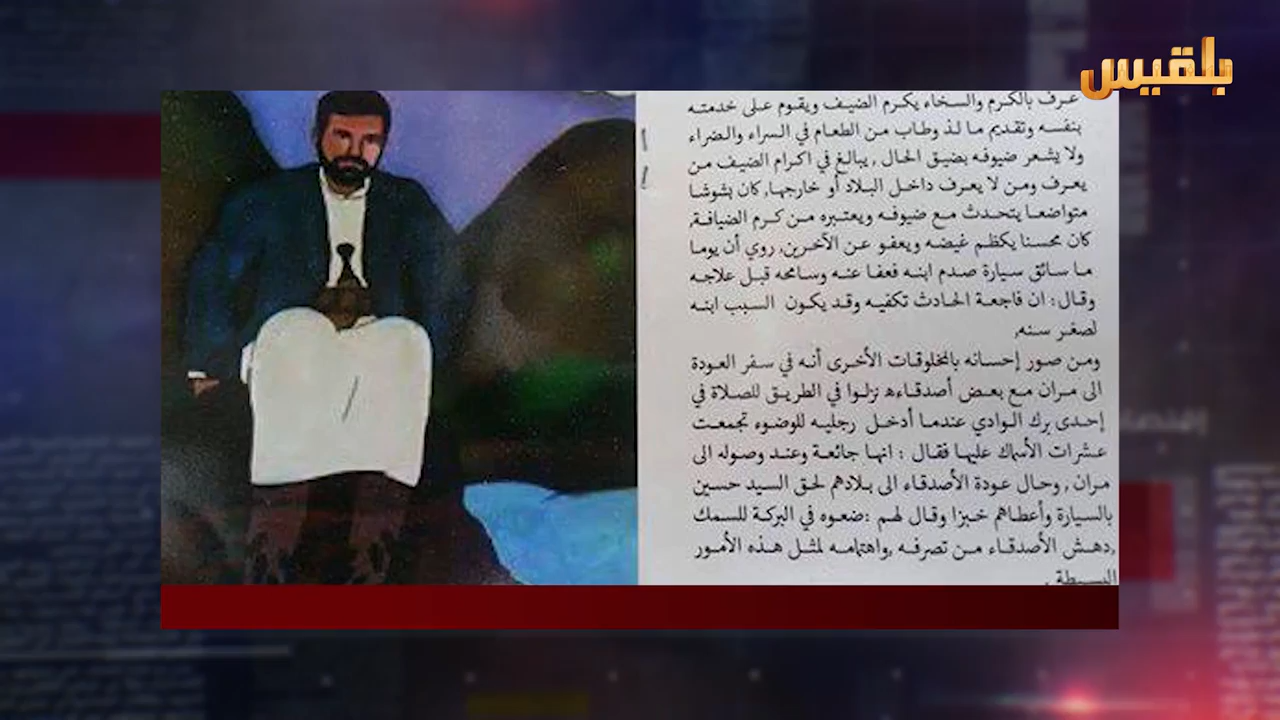 بلقيس
عرف بالكرم والسخاء يكرم الضيف ويقوم على خدمته
بنفسه وتقديم ما لذ وطاب من الطعام في السراء والضراء
ولا يشعر ضيوفه بضيق الحال , يبالغ في اكرام الضيف من
يعرف ومن لا يعرف داخل البلاد أو خارجها, كان بشوشا
متواضعا يتحدث مع ضيوفه ويعتبره من كرم الضيافة,
كان محسنا يكظم غيضه ويعفو عن الآخرين, روي أن يوما
ما سائق سيارة صدم ابنه فعفا عنه وسامحه قبل علاجه
وقال: ان فاجعة الحادث تكفيه وقد يكون السبب ابنه
لصغر سنه,
ومن صور إحسانه بالمخلوقات الأخرى أنه في سفر العودة
الى مران مع بعض أصدقاءه نزلوا في الطريق للصلاة في
إحدى برك الوادي عندما أدخل رجليه للوضوء تجمعت
عشرات الأسماك عليها فقال : انها جائعة وعند وصوله الى
مران , وحال عودة الأصدقاء الى بلادهم لحق السيد حسين
بالسيارة وأعطاهم خبزا وقال لهم :ضعوه في البركة للسمك
,دهش الأصدقاء من تصرفه ,واهتمامه لمثل هذه الأمور
البسيطة .